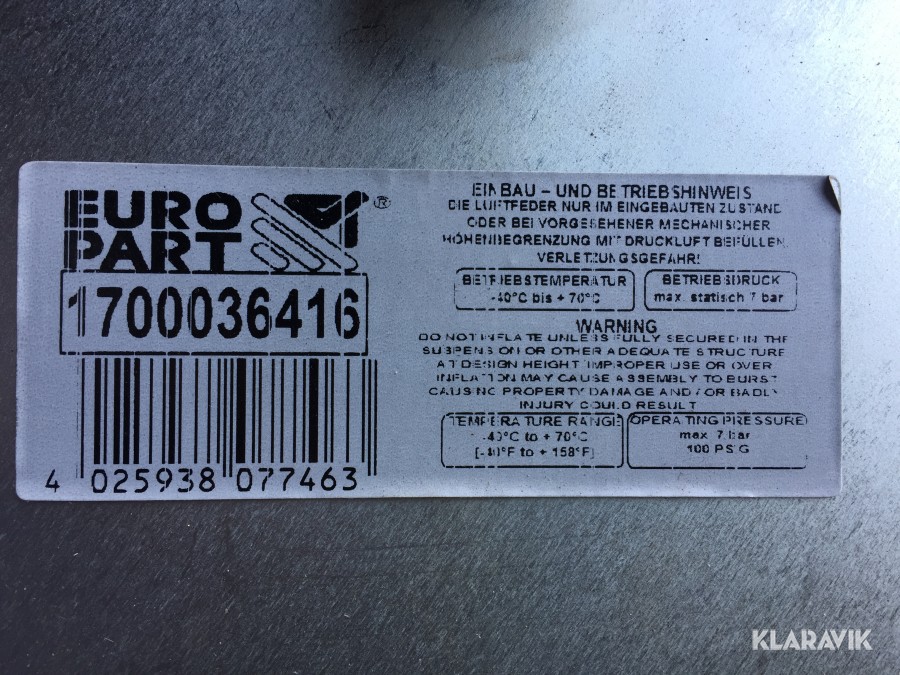 EURO
PART
®
1700036416
4 025938 077463
EINBAU – UND BETRIEBSHINWEIS
DIE LUFTFEDER NUR IM EINGEBAUTEN ZUSTAND
ODER BEI VORGESEHENER MECHANISCHER
HÖHENBEGRENZUNG MIT DRUCKLUFT BEFÜLLEN.
VERLETZUNGSGEFAHR!
BETRIEBSTEMPERATUR
-40°C bis + 70°C
BETRIEBSDRUCK
max. statisch 7 bar
WARNING
DO NOT INFLATE UNLESS FULLY SECURED IN THE
SUSPENSION OR OTHER ADEQUATE STRUCTURE
AT DESIGN HEIGHT IMPROPER USE OR OVER
INFLATION MAY CAUSE ASSEMBLY TO BURST
CAUSING PROPERTY DAMAGE AND / OR BADLY
INJURY COULD RESULT
TEMPERATURE RANGE
-40°C to + 70°C
[-40°F to + 158°F]
OPERATING PRESSURE
max. 7 bar
100 PSIG
KLARAVIK